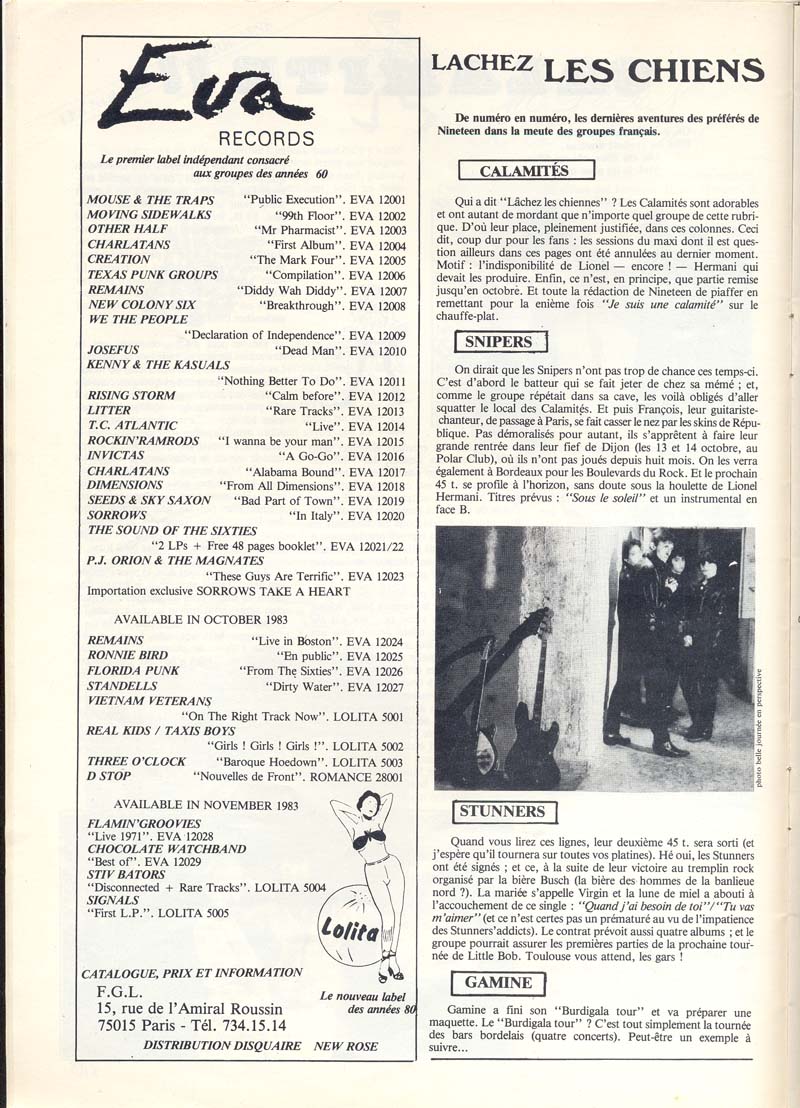 Eva
RECORDS
Le premier label indépendant consacré
aux groupes des années 60
MOUSE & THE TRAPS "Public Execution". EVA 12001
MOVING SIDEWALKS "99th Floor". EVA 12002
OTHER HALF "Mr Pharmacist". EVA 12003
CHARLATANS "First Album". EVA 12004
CREATION "The Mark Four". EVA 12005
TEXAS PUNK GROUPS "Compilation". EVA 12006
REMAINS "Diddy Wah Diddy". EVA 12007
NEW COLONY SIX "Breakthrough". EVA 12008
WE THE PEOPLE
"Declaration of Independence". EVA 12009
JOSEFUS "Dead Man". EVA 12010
KENNY & THE KASUALS
"Nothing Better To Do". EVA 12011
RISING STORM "Calm before". EVA 12012
LITTER "Rare Tracks". EVA 12013
T.C. ATLANTIC "Live". EVA 12014
ROCKIN'RAMRODS "I wanna be your man". EVA 12015
INVICTAS "A Go-Go". EVA 12016
CHARLATANS "Alabama Bound". EVA 12017
DIMENSIONS "From All Dimensions". EVA 12018
SEEDS & SKY SAXON "Bad Part of Town". EVA 12019
SORROWS "In Italy". EVA 12020
THE SOUND OF THE SIXTIES
"2 LPs + Free 48 pages booklet". EVA 12021/22
P.J. ORION & THE MAGNATES
"These Guys Are Terrific". EVA 12023
Importation exclusive SORROWS TAKE A HEART
AVAILABLE IN OCTOBER 1983
REMAINS "Live in Boston". EVA 12024
RONNIE BIRD "En public". EVA 12025
FLORIDA PUNK "From The Sixties". EVA 12026
STANDELLS "Dirty Water". EVA 12027
VIETNAM VETERANS
"On The Right Track Now". LOLITA 5001
REAL KIDS / TAXIS BOYS
"Girls ! Girls ! Girls !". LOLITA 5002
THREE O'CLOCK "Baroque Hoedown". LOLITA 5003
D STOP "Nouvelles de Front". ROMANCE 28001
AVAILABLE IN NOVEMBER 1983
FLAMIN'GROOVIES
"Live 1971". EVA 12028
CHOCOLATE WATCHBAND
"Best of". EVA 12029
STIV BATORS
"Disconnected + Rare Tracks". LOLITA 5004
SIGNALS
"First L.P.". LOLITA 5005
Lolita
CATALOGUE, PRIX ET INFORMATION
F.G.L.
15, rue de l'Amiral Roussin
75015 Paris - Tél. 734.15.14
Le nouveau label
des années 80
DISTRIBUTION DISQUAIRE NEW ROSE
LACHEZ LES CHIENS
De numéro en numéro, les dernières aventures des préférés de
Nineteen dans la meute des groupes français.
CALAMITÉS
Qui a dit "Lâchez les chiennes" ? Les Calamités sont adorables
et ont autant de mordant que n'importe quel groupe de cette rubri-
que. D'où leur place, pleinement justifiée, dans ces colonnes. Ceci
dit, coup dur pour les fans : les sessions du maxi dont il est ques-
tion ailleurs dans ces pages ont été annulées au dernier moment.
Motif : l'indisponibilité de Lionel — encore ! — Hermani qui
devait les produire. Enfin, ce n'est, en principe, que partie remise
jusqu'en octobre. Et toute la rédaction de Nineteen de piaffer en
remettant pour la enième fois "Je suis une calamité" sur le
chauffe-plat.
SNIPERS
On dirait que les Snipers n'ont pas trop de chance ces temps-ci.
C'est d'abord le batteur qui se fait jeter de chez sa mémé ; et,
comme le groupe répétait dans sa cave, les voilà obligés d'aller
squatter le local des Calamités. Et puis François, leur guitariste-
chanteur, de passage à Paris, se fait casser le nez par les skins de Répu-
blique. Pas démoralisés pour autant, ils s'apprêtent à faire leur
grande rentrée dans leur fief de Dijon (les 13 et 14 octobre, au
Polar Club), où ils n'ont pas joués depuis huit mois. On les verra
également à Bordeaux pour les Boulevards du Rock. Et le prochain
45 t. se profile à l'horizon, sans doute sous la houlette de Lionel
Hermani. Titres prévus : "Sous le soleil" et un instrumental en
face B.
photo belle journée en perspective
STUNNERS
Quand vous lirez ces lignes, leur deuxième 45 t. sera sorti (et
j'espère qu'il tournera sur toutes vos platines). Hé oui, les Stunners
ont été signés ; et ce, à la suite de leur victoire au tremplin rock
organisé par la bière Busch (la bière des hommes de la banlieue
nord ?). La mariée s'appelle Virgin et la lune de miel a abouti à
l'accouchement de ce single : "Quand j'ai besoin de toi"/"Tu vas
m'aimer" (et ce n'est certes pas un prématuré au vu de l'impatience
des Stunners'addicts). Le contrat prévoit aussi quatre albums ; et le
groupe pourrait assurer les premières parties de la prochaine tour-
née de Little Bob. Toulouse vous attend, les gars !
GAMINE
Gamine a fini son "Burdigala tour" et va préparer une
maquette. Le "Burdigala tour" ? C'est tout simplement la tournée
des bars bordelais (quatre concerts). Peut-être un exemple à
suivre...